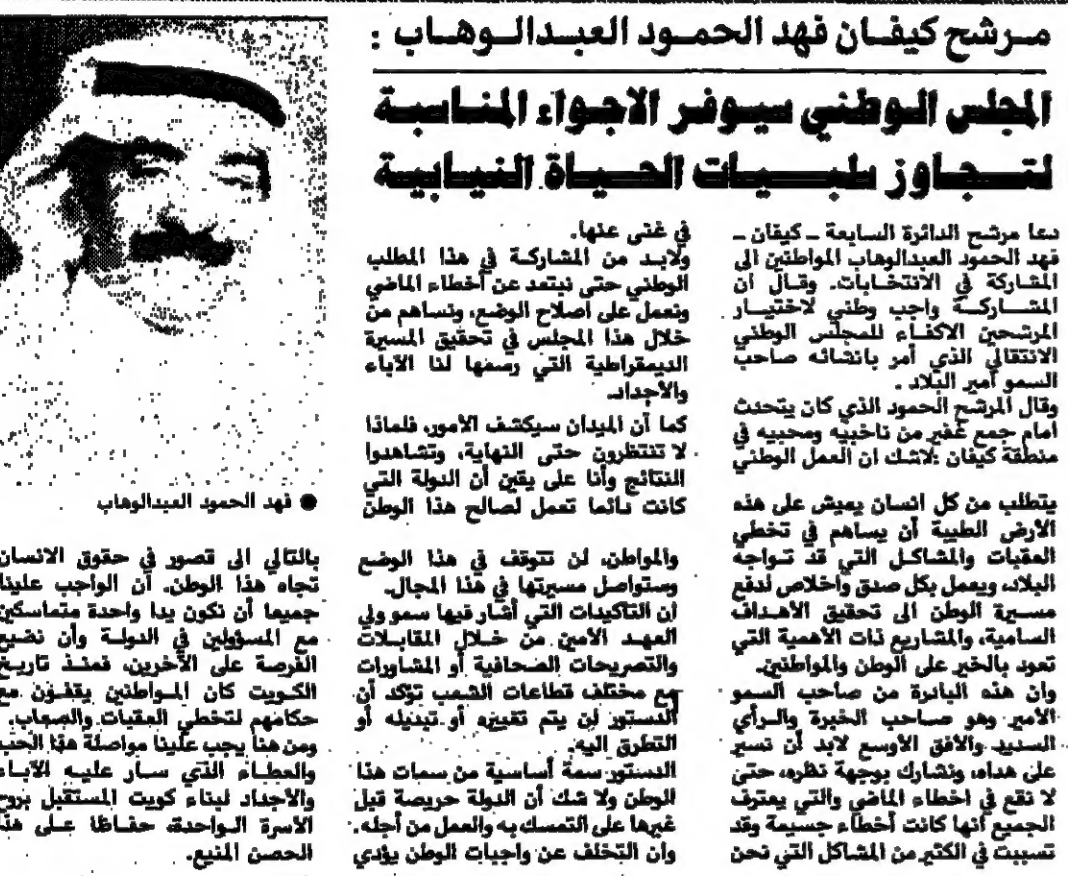 مرشح كيفان فهد الحمود العبدالوهاب :
المجلس الوطني سيوفر الاجواء المناسبة
لتجاوز سلبيات الحياة النيابية
دعا مرشح الدائرة السابعة ـ كيفان ـ
فهد الحمود العبدالوهاب المواطنين الى
المشاركة في الانتخابات. وقال ان
المشاركة واجب وطني لاختيار
المرشحين الاكفاء للمجلس الوطني
الانتقالي الذي أمر بانشائه صاحب
السمو أمير البلاد .
وقال المرشح الحمود الذي كان يتحدث
امام جمع غفير من ناخبيه ومحبيه في
منطقة كيفان :لاشك ان العمل الوطني
يتطلب من كل انسان يعيش على هذه
الأرض الطيبة أن يساهم في تخطي
العقبات والمشاكل التي قد تواجه
البلاد، ويعمل بكل صدق واخلاص لدفع
مسيرة الوطن الى تحقيق الأهداف
السامية، والمشاريع ذات الأهمية التي
تعود بالخير على الوطن والمواطنين.
وان هذه البادرة من صاحب السمو
الأمير وهو صاحب الخبرة والرأي
السديد والأفق الأوسع لابد أن تسير
على هداه، ونشارك بوجهة نظره، حتى
لا نقع في اخطاء الماضي والتي يعترف
الجميع أنها كانت أخطاء جسيمة وقد
تسببت في الكثير من المشاكل التي نحن
في غنى عنها.
ولابد من المشاركة في هذا المطلب
الوطني حتى نبتعد عن أخطاء الماضي
ونعمل على اصلاح الوضع، ونساهم من
خلال هذا المجلس في تحقيق المسيرة
الديمقراطية التي رسمها لنا الآباء
والأجداد.
كما أن الميدان سيكشف الأمور، فلماذا
لا تنتظرون حتى النهاية، وتشاهدوا
النتائج وأنا على يقين أن الدولة التي
كانت دائما تعمل لصالح هذا الوطن
والمواطن، لن تتوقف في هذا الوضع
وستواصل مسيرتها في هذا المجال.
ان التأكيدات التي أشار فيها سمو ولي
العهد الأمين من خلال المقابلات
والتصريحات الصحافية أو المشاورات
مع مختلف قطاعات الشعب تؤكد أن
الدستور لن يتم تغييره أو تبديله أو
التطرق اليه.
الدستور سمة أساسية من سمات هذا
الوطن ولا شك أن الدولة حريصة قبل
غيرها على التمسك به والعمل من أجله.
وان التخلف عن واجبات الوطن يؤدي
● فهد الحمود العبدالوهاب
بالتالي الى قصور في حقوق الانسان
تجاه هذا الوطن. أن الواجب علينا
جميعا أن نكون يدا واحدة متماسكين
مع المسؤولين في الدولة وأن نضيع
الفرصة على الآخرين، فمنذ تاريخ
الكويت كان المواطنين يقفون مع
حكامهم لتخطي العقبات والصعاب.
ومن هنا يجب علينا مواصلة هذا الحب
والعطاء الذي سار عليه الآباء
والأجداد لبناء كويت المستقبل بروح
الأسرة الواحدة، حفاظا على هذا
الحصن المنيع.